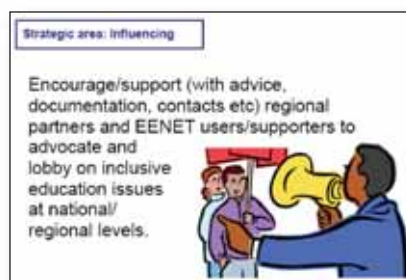 Strategic area: Influencing
Encourage/support (with advice,
documentation, contacts etc) regional
partners and EENET users/supporters to
advocate and
lobby on inclusive
education issues
at national/
regional levels.